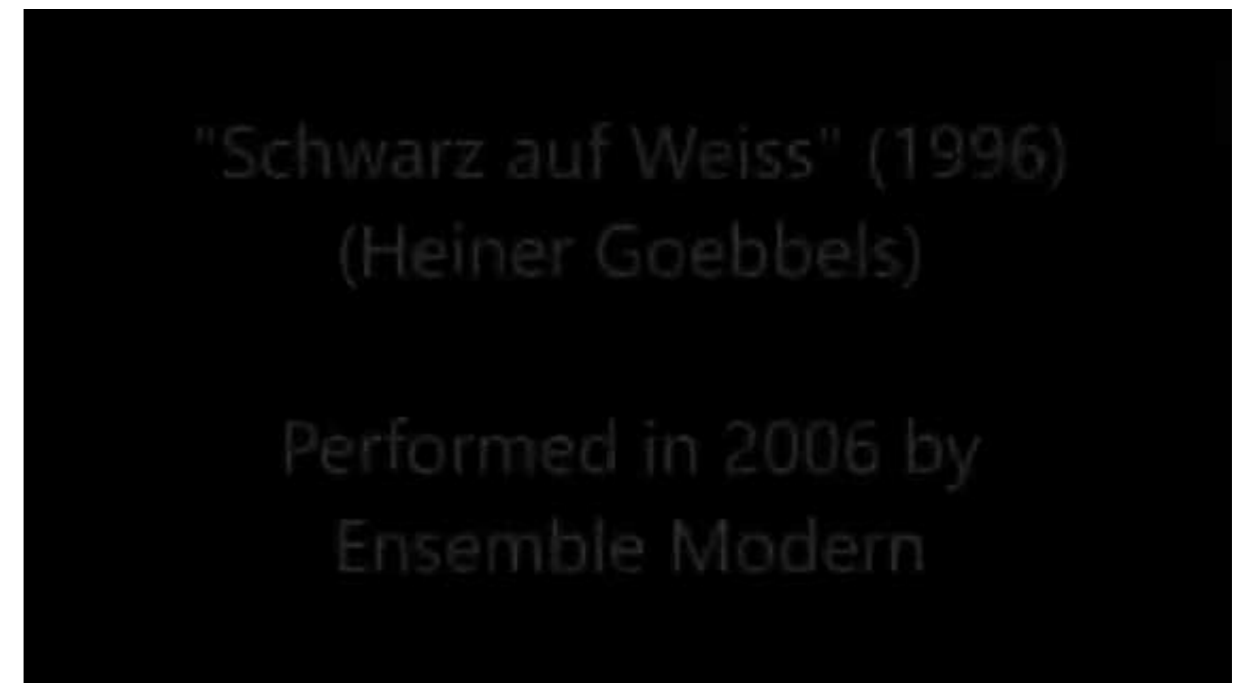 "Schwarz auf Weiss" (1996)
(Heiner Goebbels)
Performed in 2006 by
Ensemble Modern